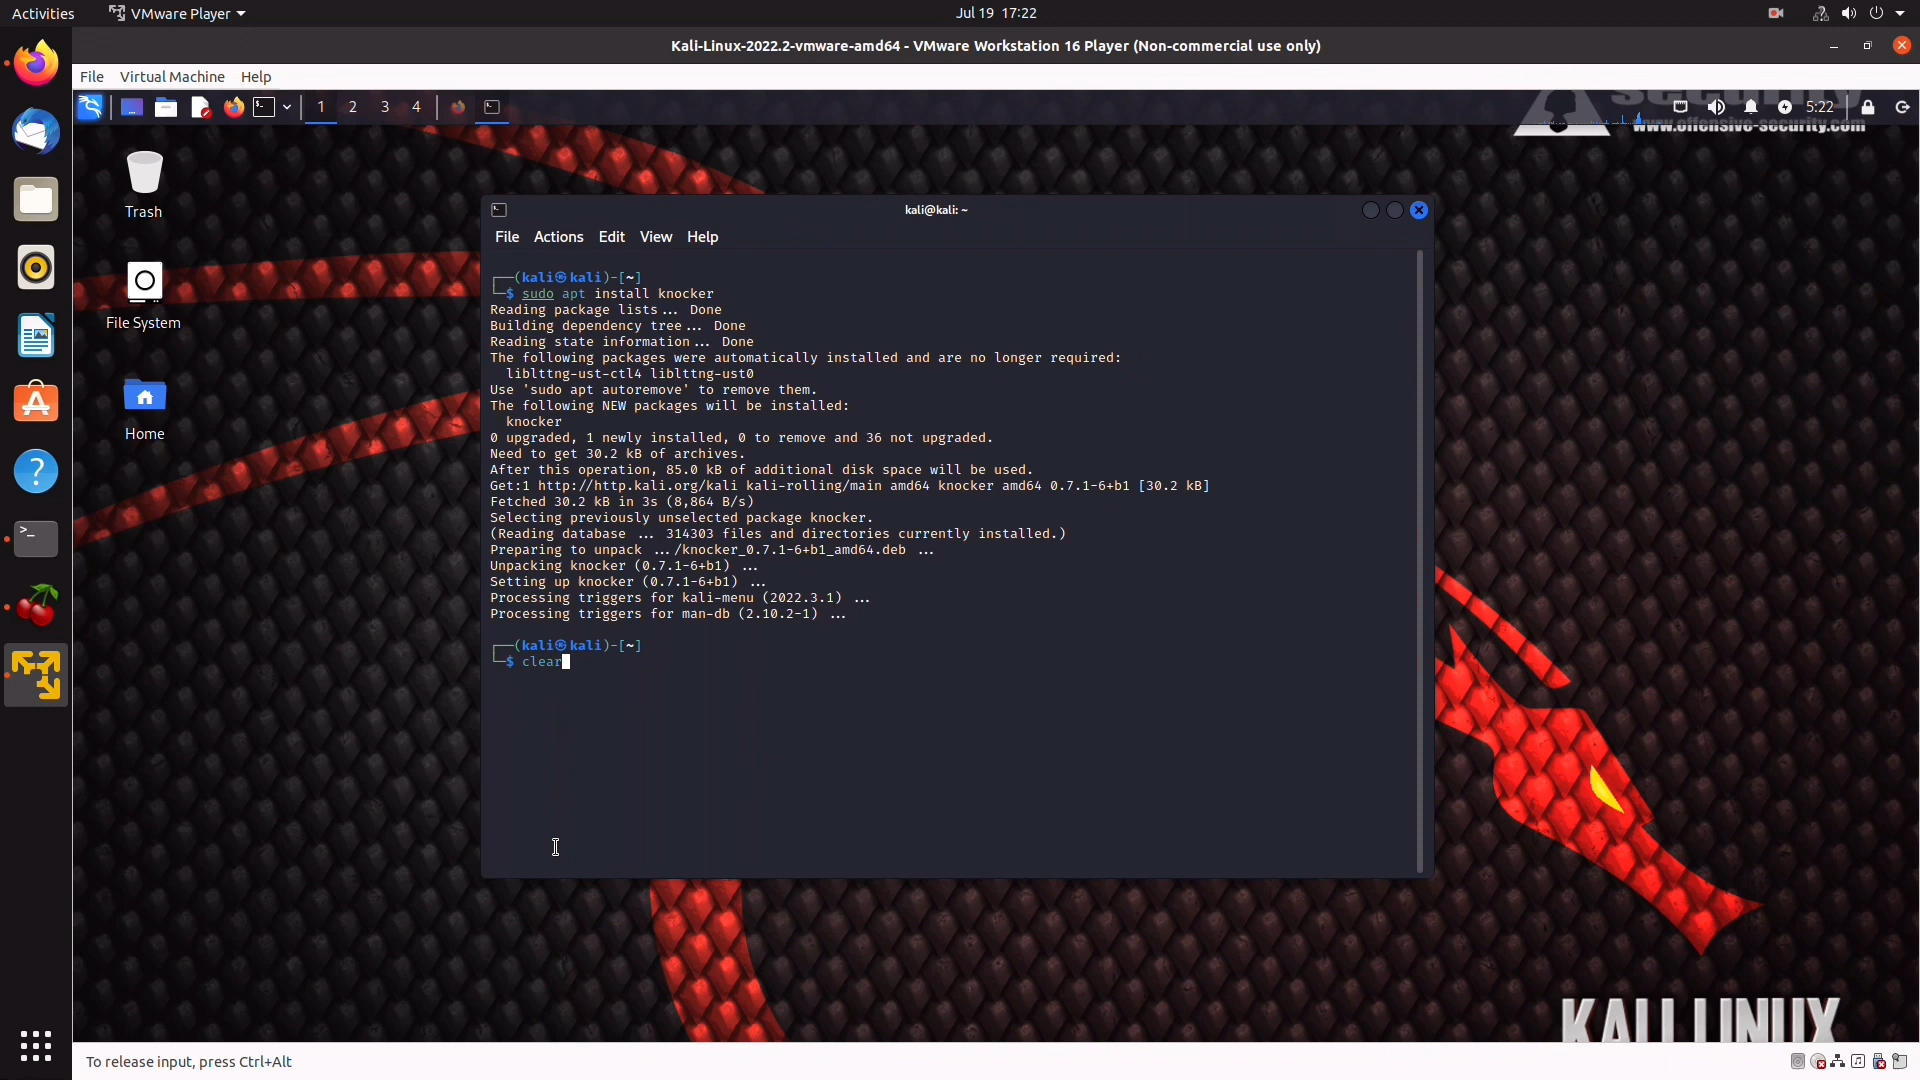 Activities
VMware Player
Jul 19 17:22
Kali-Linux-2022.2-vmware-amd64 - VMware Workstation 16 Player (Non-commercial use only)
File Virtual Machine Help
1 2 3 4
5:22
www.offensive-security.com
Trash
File System
Home
kali@kali: ~
File Actions Edit View Help
┌──(kali㉿kali)-[~]
└─$ sudo apt install knocker
Reading package lists... Done
Building dependency tree... Done
Reading state information... Done
The following packages were automatically installed and are no longer required:
liblttng-ust-ctl4 liblttng-ust0
Use 'sudo apt autoremove' to remove them.
The following NEW packages will be installed:
knocker
0 upgraded, 1 newly installed, 0 to remove and 36 not upgraded.
Need to get 30.2 kB of archives.
After this operation, 85.0 kB of additional disk space will be used.
Get:1 http://http.kali.org/kali kali-rolling/main amd64 knocker amd64 0.7.1-6+b1 [30.2 kB]
Fetched 30.2 kB in 3s (8,864 B/s)
Selecting previously unselected package knocker.
(Reading database ... 314303 files and directories currently installed.)
Preparing to unpack .../knocker_0.7.1-6+b1_amd64.deb ...
Unpacking knocker (0.7.1-6+b1) ...
Setting up knocker (0.7.1-6+b1) ...
Processing triggers for kali-menu (2022.3.1) ...
Processing triggers for man-db (2.10.2-1) ...
┌──(kali㉿kali)-[~]
└─$ clear
KALI LINUX
To release input, press Ctrl+Alt